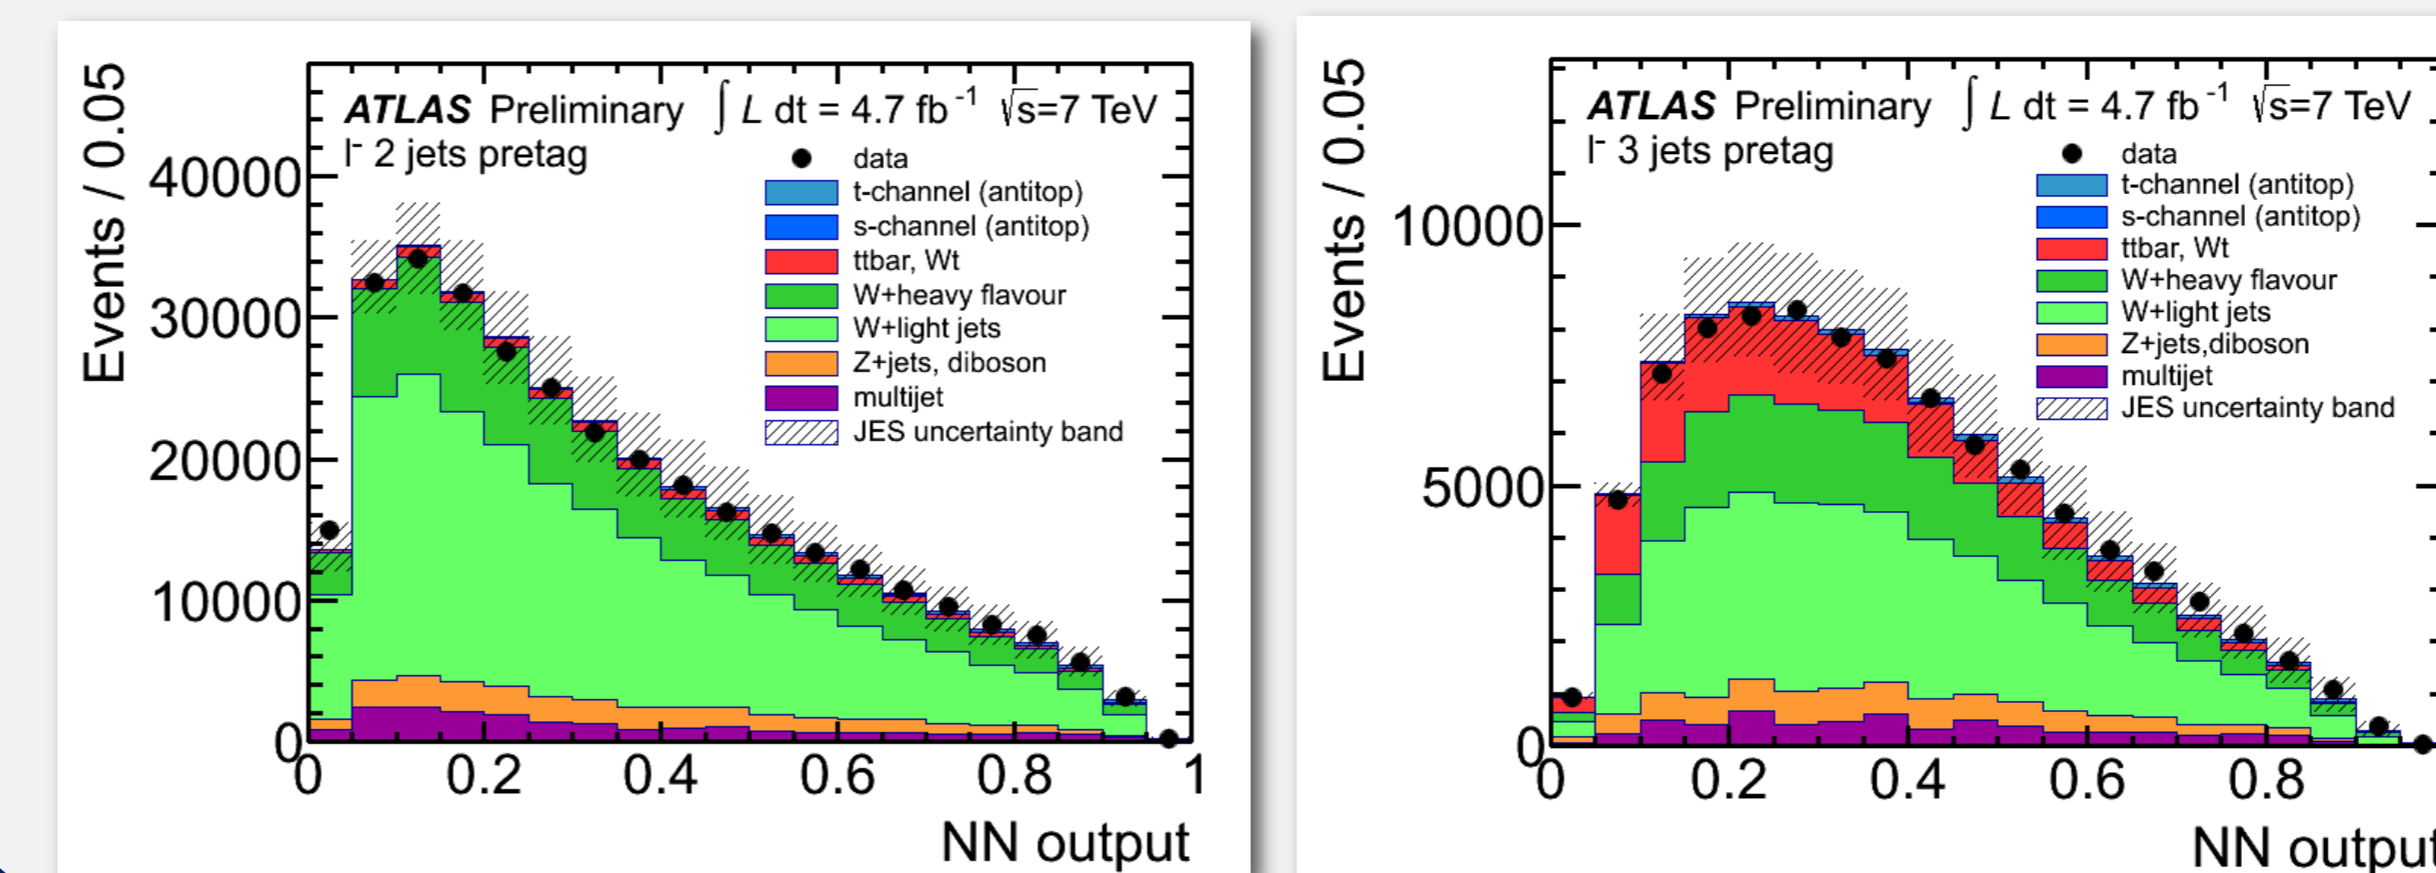 Events / 0.05
ATLAS Preliminary ∫ L dt = 4.7 fb⁻¹ √s=7 TeV
l⁻ 2 jets pretag
data
t-channel (antitop)
s-channel (antitop)
ttbar, Wt
W+heavy flavour
W+light jets
Z+jets, diboson
multijet
JES uncertainty band
40000
30000
20000
10000
0
0 0.2 0.4 0.6 0.8 1
NN output
Events / 0.05
ATLAS Preliminary ∫ L dt = 4.7 fb⁻¹ √s=7 TeV
l⁻ 3 jets pretag
data
t-channel (antitop)
s-channel (antitop)
ttbar, Wt
W+heavy flavour
W+light jets
Z+jets,diboson
multijet
JES uncertainty band
10000
5000
0
0 0.2 0.4 0.6 0.8
NN output